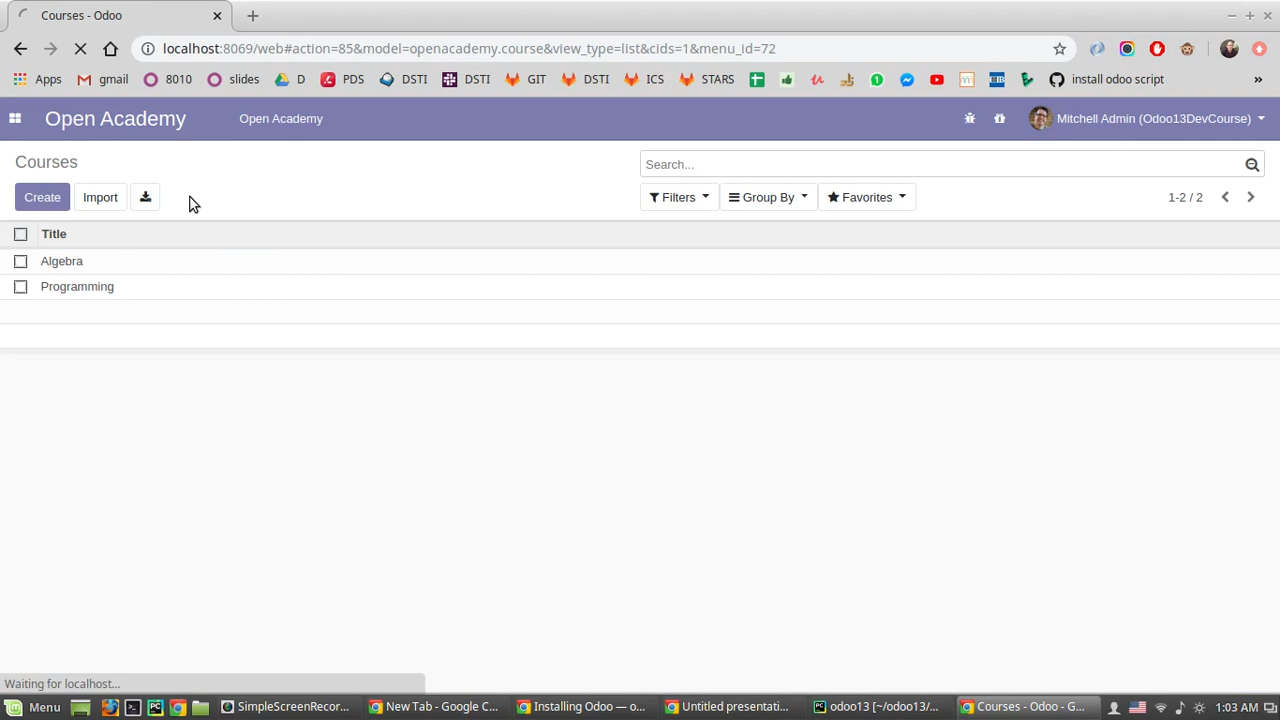 Courses - Odoo
localhost:8069/web#action=85&model=openacademy.course&view_type=list&cids=1&menu_id=72
Apps gmail 8010 slides D PDS DSTI DSTI GIT DSTI ICS STARS 1 EIB install odoo script »
Open Academy Open Academy Mitchell Admin (Odoo13DevCourse)
Courses Search...
Create Import Filters Group By Favorites 1-2 / 2
Title
Algebra
Programming
Waiting for localhost...
Menu SimpleScreenRecor... New Tab - Google C... Installing Odoo — o... Untitled presentati... odoo13 [~/odoo13/... Courses - Odoo - G... 1:03 AM